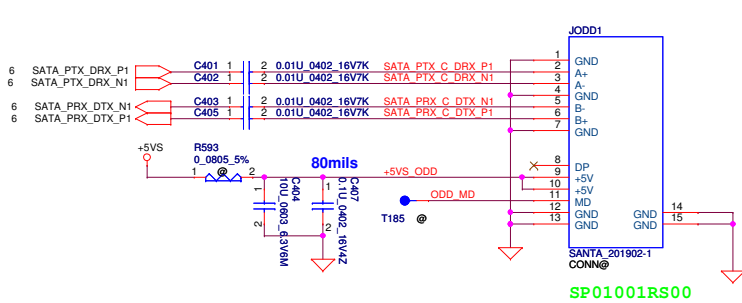 JODD1
6 SATA_PTX_DRX_P1 C401 1 2 0.01U_0402_16V7K SATA_PTX_C_DRX_P1
6 SATA_PTX_DRX_N1 C402 1 2 0.01U_0402_16V7K SATA_PTX_C_DRX_N1
6 SATA_PRX_DTX_N1 C403 1 2 0.01U_0402_16V7K SATA_PRX_C_DTX_N1
6 SATA_PRX_DTX_P1 C405 1 2 0.01U_0402_16V7K SATA_PRX_C_DTX_P1
1 GND
2 A+
3 A-
4 GND
5 B-
6 B+
7 GND
8 DP
9 +5V
10 +5V
11 MD
12 GND
13 GND
GND 14
GND 15
+5VS
R593
0_0805_5%
1 @ 2
80mils
+5VS_ODD
1 2 C404
10U_0603_6.3V6M
1 2 C407
0.1U_0402_16V4Z
ODD_MD
T185 @
SANTA_201902-1
CONN@
SP01001RS00